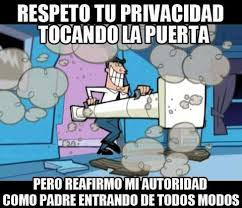 RESPETO TU PRIVACIDAD
TOCANDO LA PUERTA
PERO REAFIRMO MI AUTORIDAD
COMO PADRE ENTRANDO DE TODOS MODOS